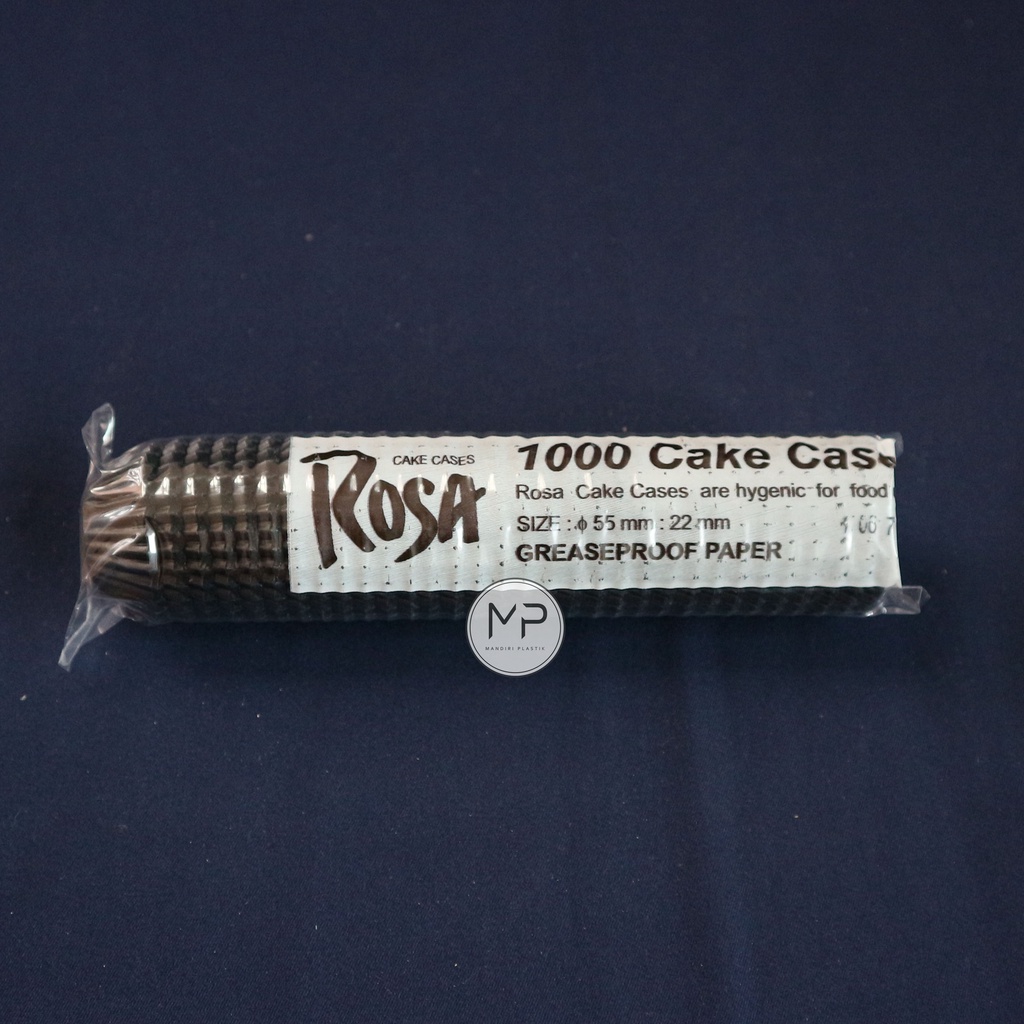 CAKE CASES
ROSA
1000 Cake Cas
Rosa Cake Cases are hygenic for food
SIZE : ϕ 55 mm : 22 mm
GREASEPROOF PAPER
MP
MANDIRI PLASTIK